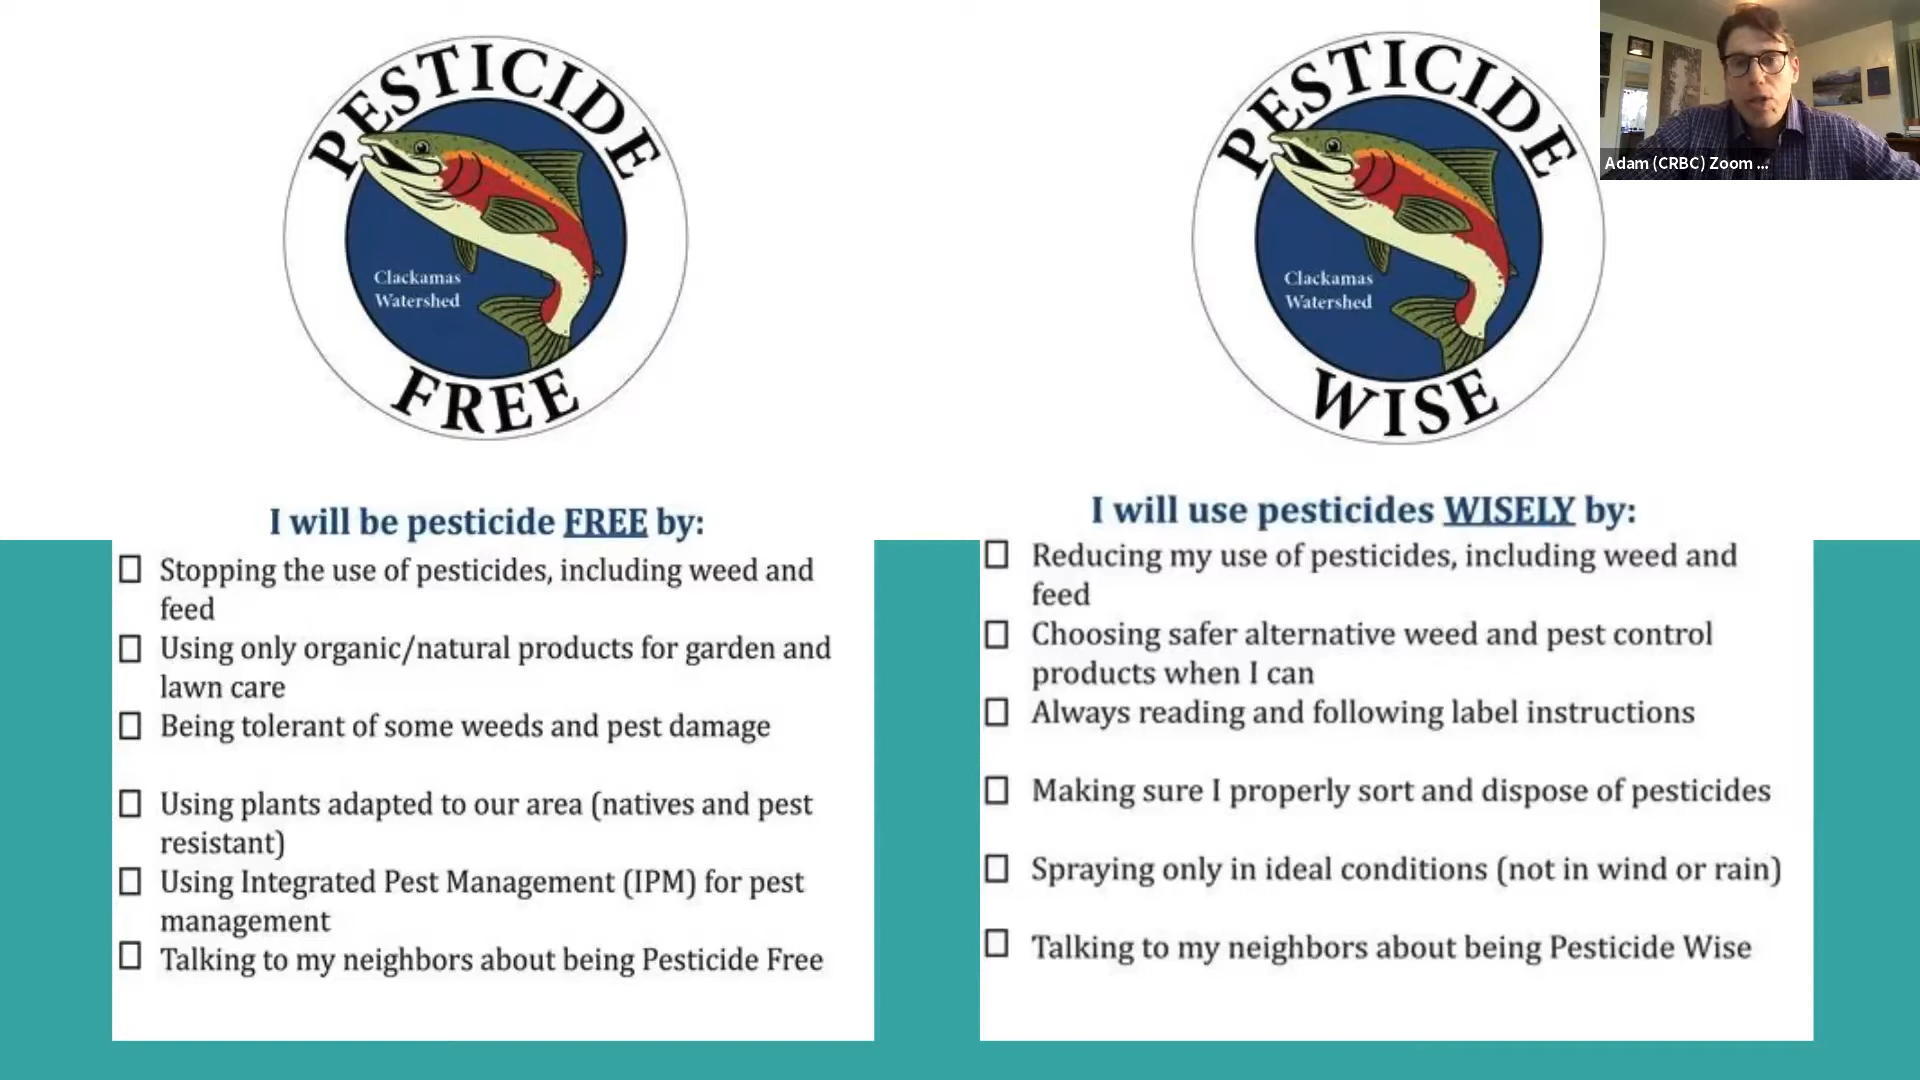 PESTICIDE
Clackamas
Watershed
FREE
I will be pesticide FREE by:
Stopping the use of pesticides, including weed and
feed
Using only organic/natural products for garden and
lawn care
Being tolerant of some weeds and pest damage
Using plants adapted to our area (natives and pest
resistant)
Using Integrated Pest Management (IPM) for pest
management
Talking to my neighbors about being Pesticide Free
PESTICIDE
Clackamas
Watershed
WISE
I will use pesticides WISELY by:
Reducing my use of pesticides, including weed and
feed
Choosing safer alternative weed and pest control
products when I can
Always reading and following label instructions
Making sure I properly sort and dispose of pesticides
Spraying only in ideal conditions (not in wind or rain)
Talking to my neighbors about being Pesticide Wise
Adam (CRBC) Zoom ...